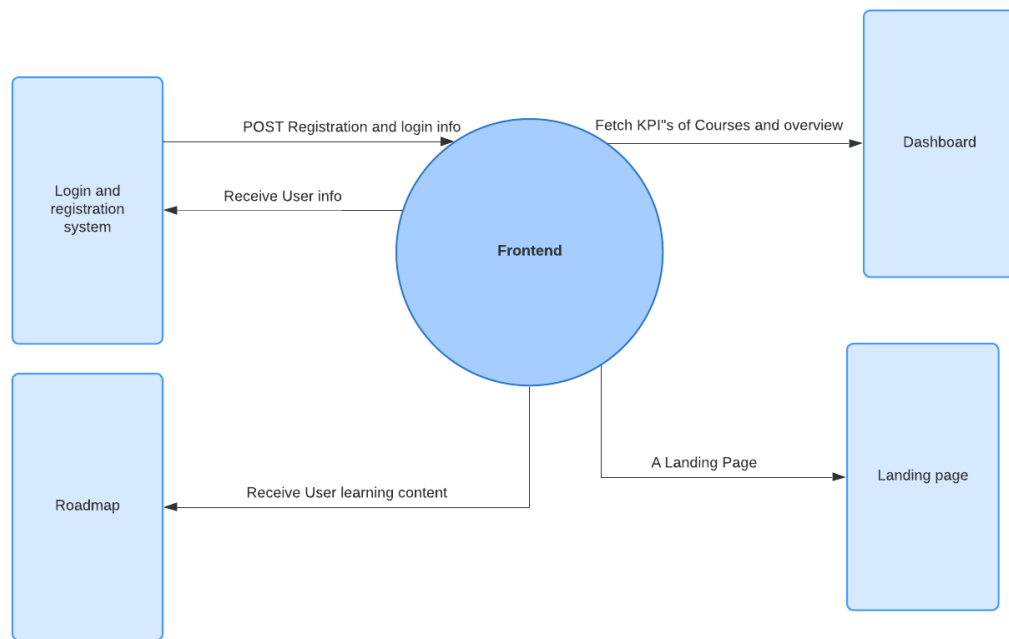 POST Registration and login info
Fetch KPI"s of Courses and overview
Dashboard
Login and
registration
system
Receive User info
Frontend
A Landing Page
Landing page
Receive User learning content
Roadmap